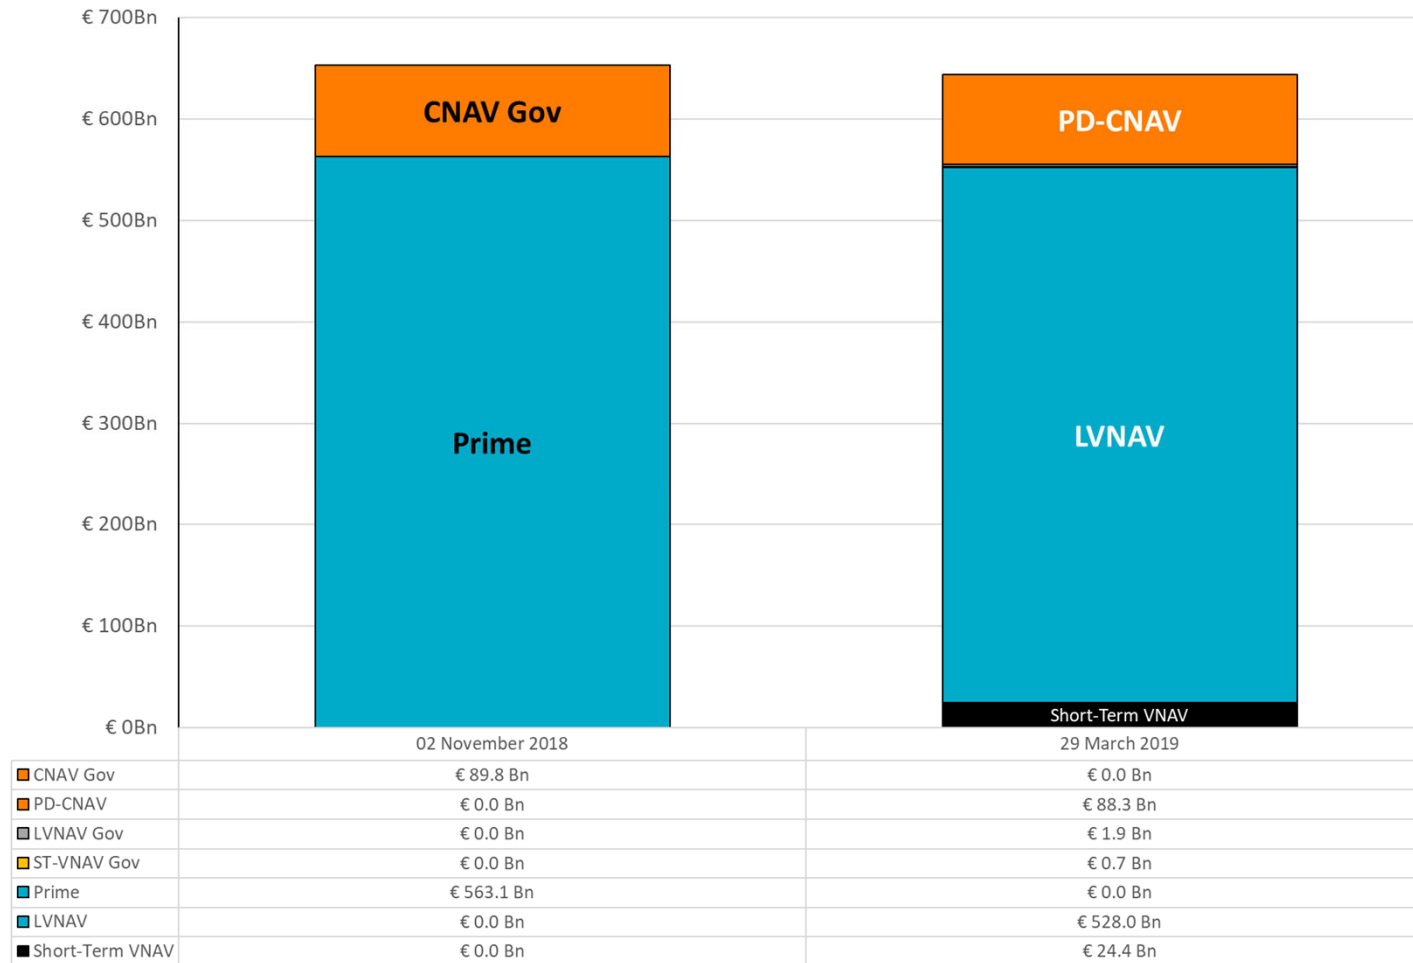 € 700Bn
€ 600Bn
€ 500Bn
€ 400Bn
€ 300Bn
€ 200Bn
€ 100Bn
€ 0Bn
CNAV Gov
Prime
PD-CNAV
LVNAV
Short-Term VNAV
02 November 2018 29 March 2019
CNAV Gov € 89.8 Bn € 0.0 Bn
PD-CNAV € 0.0 Bn € 88.3 Bn
LVNAV Gov € 0.0 Bn € 1.9 Bn
ST-VNAV Gov € 0.0 Bn € 0.7 Bn
Prime € 563.1 Bn € 0.0 Bn
LVNAV € 0.0 Bn € 528.0 Bn
Short-Term VNAV € 0.0 Bn € 24.4 Bn